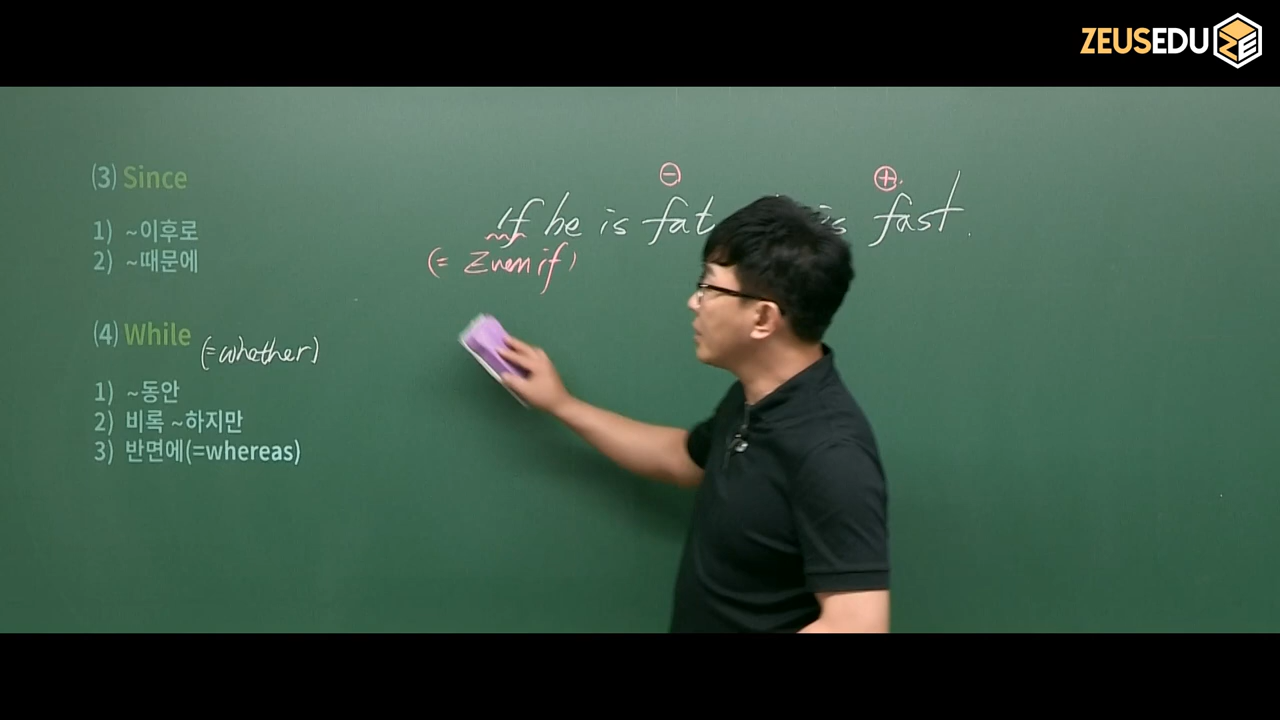 ZEUSEDU
(3) Since
1) ~이후로
2) ~때문에
(4) While
(=whether)
1) ~동안
2) 비록 ~하지만
3) 반면에(=whereas)
⊖ ⊕
If he is fat is fast.
(= Even if)